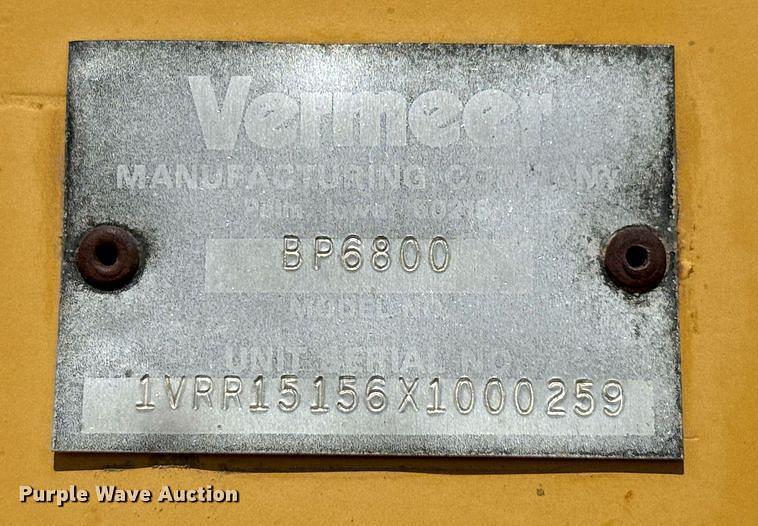 Vermeer
MANUFACTURING COMPANY
BP6800
MODEL NO.
UNIT SERIAL NO.
1VRR15156X1000259
Purple Wave Auction